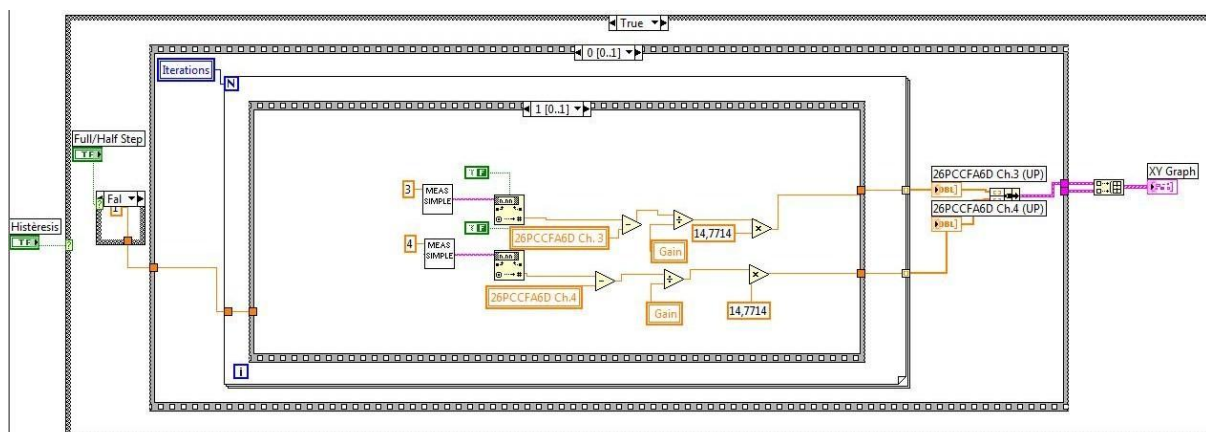 True
0 [0..1]
Iterations
N
1 [0..1]
Full/Half Step
TF
Fal
1
Histèresis
TF
3
MEAS
SIMPLE
T F
4
MEAS
SIMPLE
T F
26PCCFA6D Ch. 3
26PCCFA6D Ch.4
Gain
14,7714
Gain
14,7714
i
26PCCFA6D Ch.3 (UP)
DBL
26PCCFA6D Ch.4 (UP)
DBL
XY Graph